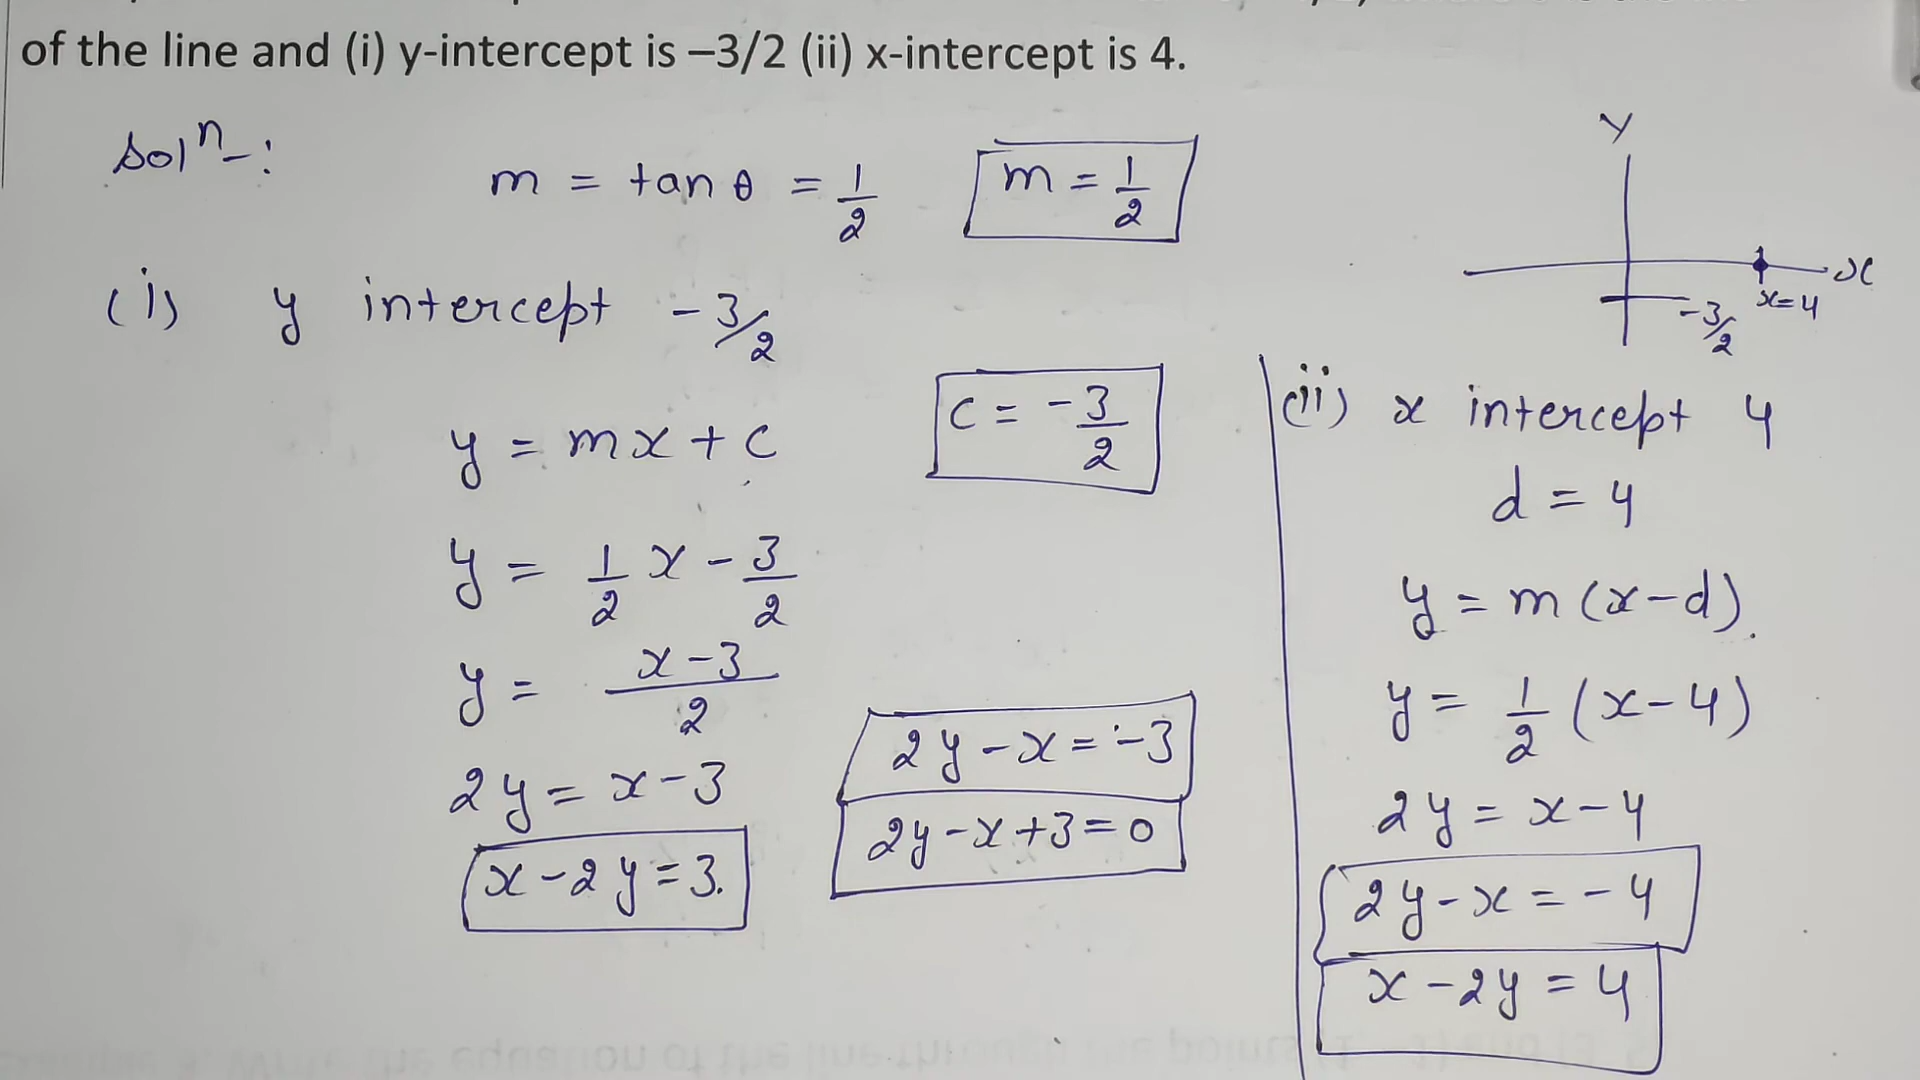 of the line and (i) y-intercept is –3/2 (ii) x-intercept is 4.
Solⁿ-:
m = tan θ = 1/2
m = 1/2
Y
x
x=4
-3/2
(i) y intercept -3/2
c = -3/2
y = mx + c
y = 1/2 x - 3/2
y = x-3/2
2y = x-3
x-2y=3.
2y-x=-3
2y-x+3=0
(ii) x intercept 4
d = 4
y = m(x-d).
y = 1/2 (x-4)
2y = x-4
2y-x = -4
x-2y = 4